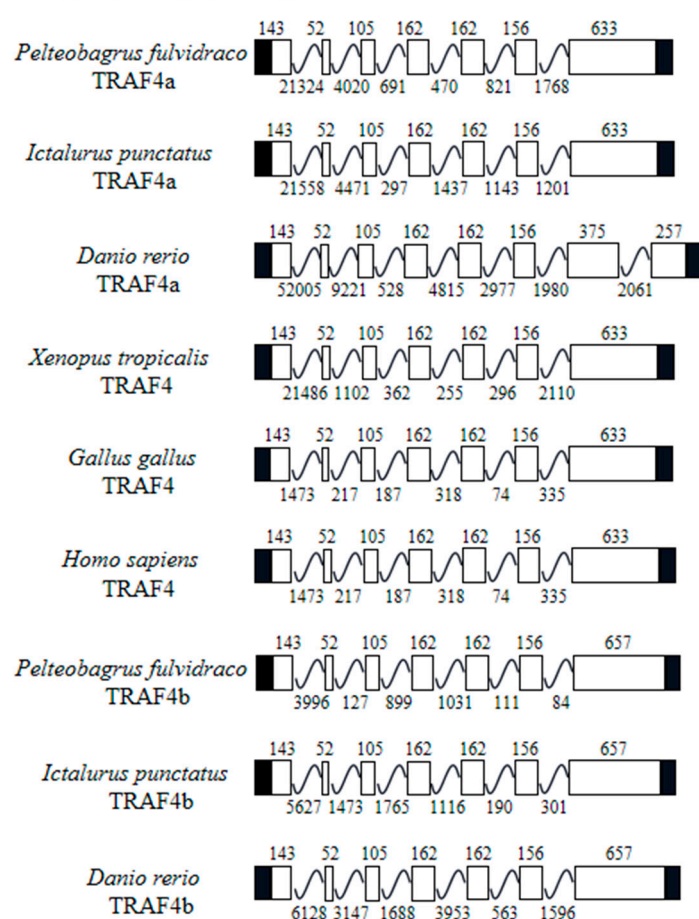 143 52 105 162 162 156 633
Pelteobagrus fulvidraco
TRAF4a
21324 4020 691 470 821 1768
143 52 105 162 162 156 633
Ictalurus punctatus
TRAF4a
21558 4471 297 1437 1143 1201
143 52 105 162 162 156 375 257
Danio rerio
TRAF4a
52005 9221 528 4815 2977 1980 2061
143 52 105 162 162 156 633
Xenopus tropicalis
TRAF4
21486 1102 362 255 296 2110
143 52 105 162 162 156 633
Gallus gallus
TRAF4
1473 217 187 318 74 335
143 52 105 162 162 156 633
Homo sapiens
TRAF4
1473 217 187 318 74 335
143 52 105 162 162 156 657
Pelteobagrus fulvidraco
TRAF4b
3996 127 899 1031 111 84
143 52 105 162 162 156 657
Ictalurus punctatus
TRAF4b
5627 1473 1765 1116 190 301
143 52 105 162 162 156 657
Danio rerio
TRAF4b
6128 3147 1688 3953 563 1596